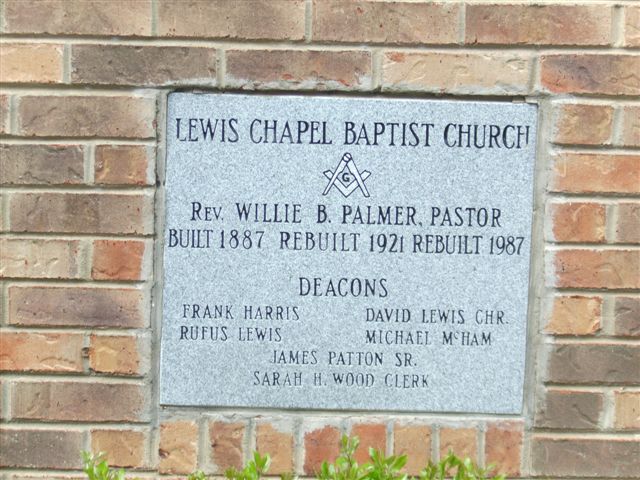 LEWIS CHAPEL BAPTIST CHURCH
G
REV. WILLIE B. PALMER, PASTOR
BUILT 1887 REBUILT 1921 REBUILT 1987
DEACONS
FRANK HARRIS DAVID LEWIS CHR.
RUFUS LEWIS MICHAEL McHAM
JAMES PATTON SR.
SARAH H. WOOD CLERK